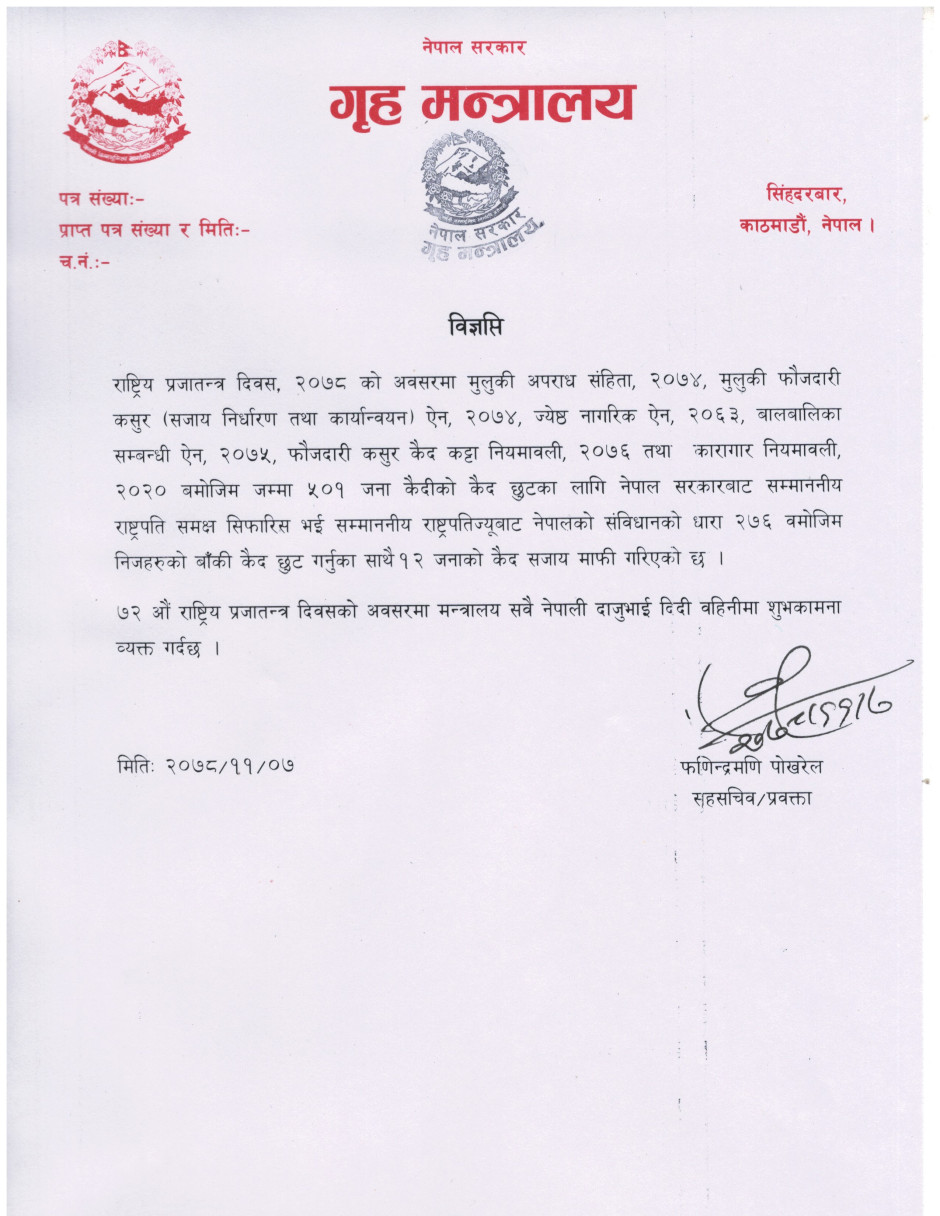 नेपाल सरकार
गृह मन्त्रालय
नेपाल सरकार
गृह मन्त्रालय
पत्र संख्याः-
प्राप्त पत्र संख्या र मितिः-
च.नं.ः-
सिंहदरबार,
काठमाडौं, नेपाल ।
विज्ञप्ति
राष्ट्रिय प्रजातन्त्र दिवस, २०७८ को अवसरमा मुलुकी अपराध संहिता, २०७४, मुलुकी फौजदारी
कसुर (सजाय निर्धारण तथा कार्यान्वयन) ऐन, २०७४, ज्येष्ठ नागरिक ऐन, २०६३, बालबालिका
सम्बन्धी ऐन, २०७५, फौजदारी कसुर कैद कट्टा नियमावली, २०७६ तथा कारागार नियमावली,
२०२० बमोजिम जम्मा ५०१ जना कैदीको कैद छुटका लागि नेपाल सरकारबाट सम्माननीय
राष्ट्रपति समक्ष सिफारिस भई सम्माननीय राष्ट्रपतिज्यूबाट नेपालको संविधानको धारा २७६ वमोजिम
निजहरुको बाँकी कैद छुट गर्नुका साथै १२ जनाको कैद सजाय माफी गरिएको छ ।
७२ औं राष्ट्रिय प्रजातन्त्र दिवसको अवसरमा मन्त्रालय सवै नेपाली दाजुभाई दिदी वहिनीमा शुभकामना
व्यक्त गर्दछ ।
मितिः २०७८/११/०७
फणिन्द्रमणि पोखरेल
सहसचिव/प्रवक्ता